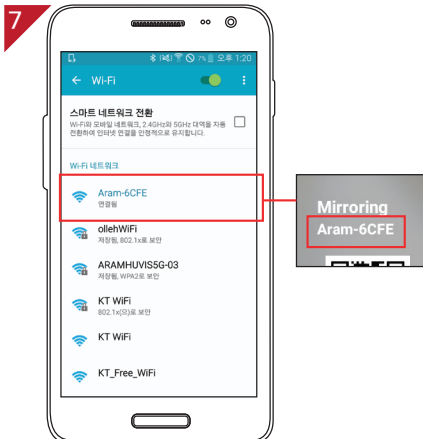 7
7% 오후 1:20
Wi-Fi
스마트 네트워크 전환
Wi-Fi와 모바일 네트워크, 2.4GHz와 5GHz 대역을 자동
전환하여 인터넷 연결을 안정적으로 유지합니다.
Wi-Fi 네트워크
Aram-6CFE
연결됨
ollehWiFi
저장됨, 802.1x로 보안
ARAMHUVIS5G-03
저장됨, WPA2로 보안
KT WiFi
802.1x(으)로 보안
KT WiFi
KT_Free_WiFi
Mirroring
Aram-6CFE